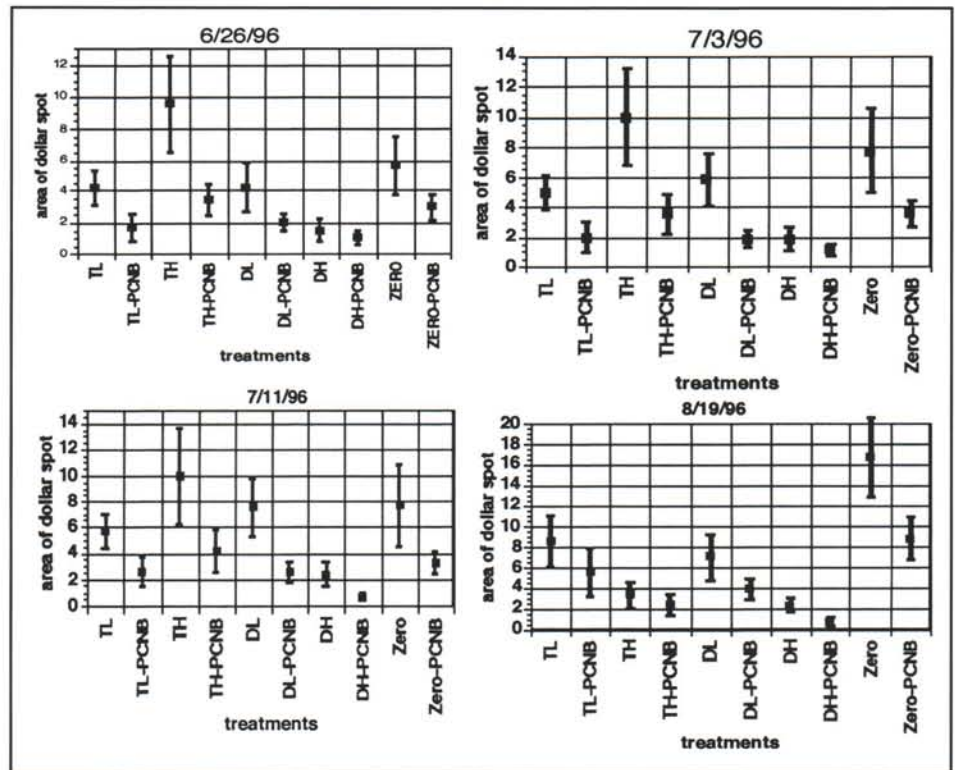 6/26/96
area of dollar spot
12
10
8
6
4
2
0
TL
TL-PCNB
TH
TH-PCNB
DL
DL-PCNB
DH
DH-PCNB
ZERO
ZERO-PCNB
treatments
7/3/96
area of dollar spot
14
12
10
8
6
4
2
0
TL
TL-PCNB
TH
TH-PCNB
DL
DL-PCNB
DH
DH-PCNB
Zero
Zero-PCNB
treatments
7/11/96
area of dollar spot
14
12
10
8
6
4
2
0
TL
TL-PCNB
TH
TH-PCNB
DL
DL-PCNB
DH
DH-PCNB
Zero
Zero-PCNB
treatments
8/19/96
area of dollar spot
20
18
16
14
12
10
8
6
4
2
0
TL
TL-PCNB
TH
TH-PCNB
DL
DL-PCNB
DH
DH-PCNB
Zero
Zero-PCNB
treatments